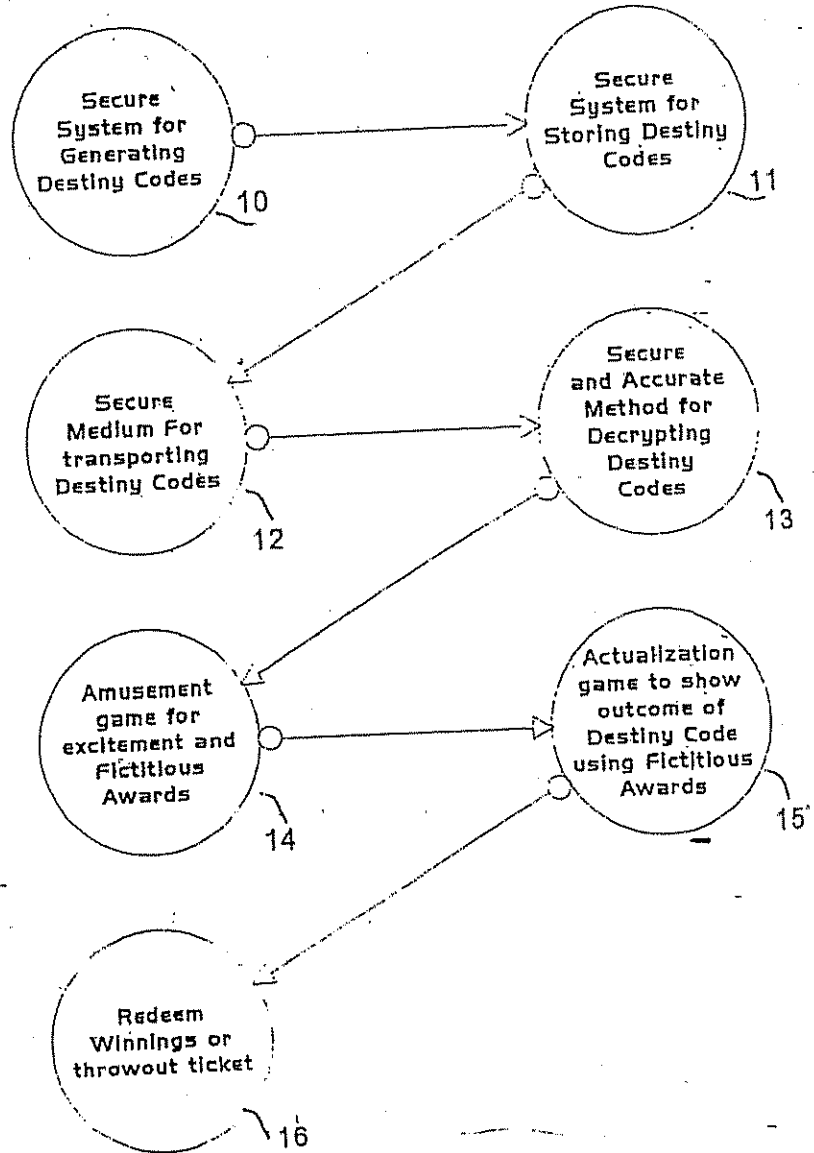 Secure
System for
Generating
Destiny Codes
10
Secure
System for
Storing Destiny
Codes
11
Secure
Medium For
transporting
Destiny Codes
12
Secure
and Accurate
Method for
Decrypting
Destiny
Codes
13
Amusement
game for
excitement and
Fictitious
Awards
14
Actualization
game to show
outcome of
Destiny Code
using Fictitious
Awards
15
Redeem
Winnings or
throwout ticket
16